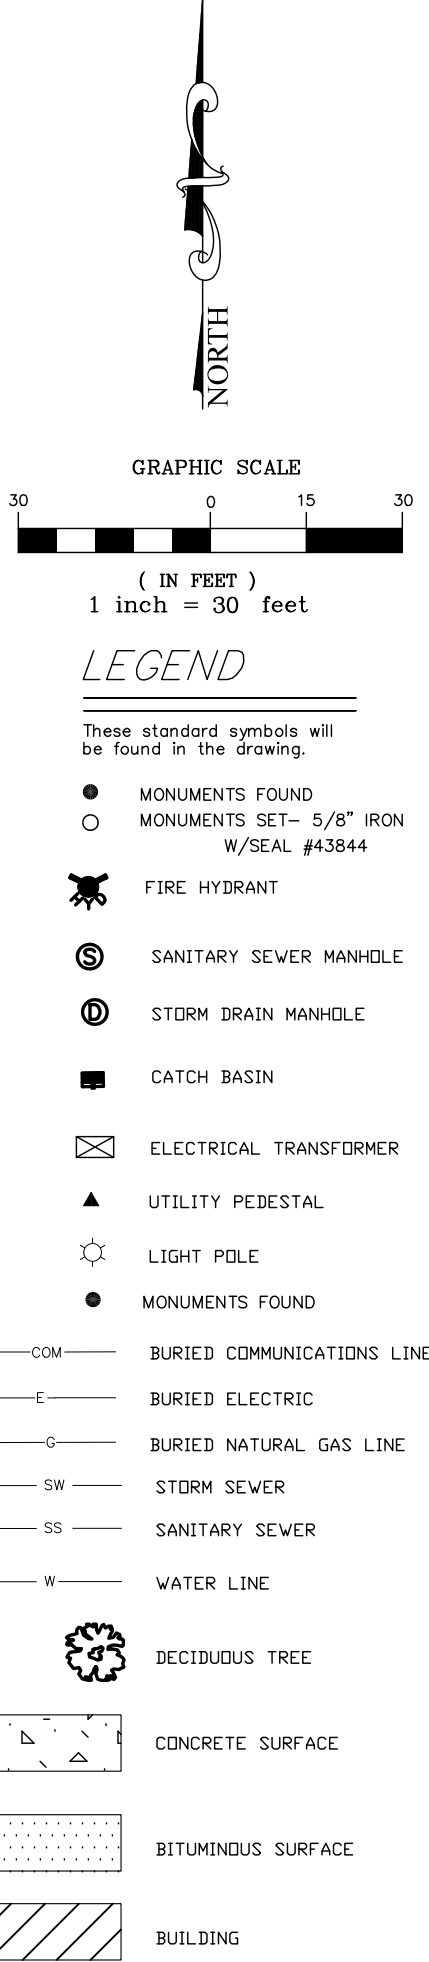 NORTH
GRAPHIC SCALE
30 0 15 30
( IN FEET )
1 inch = 30 feet
LEGEND
These standard symbols will
be found in the drawing.
MONUMENTS FOUND
MONUMENTS SET- 5/8" IRON
W/SEAL #43844
FIRE HYDRANT
S SANITARY SEWER MANHOLE
D STORM DRAIN MANHOLE
CATCH BASIN
ELECTRICAL TRANSFORMER
UTILITY PEDESTAL
LIGHT POLE
MONUMENTS FOUND
COM BURIED COMMUNICATIONS LINE
E BURIED ELECTRIC
G BURIED NATURAL GAS LINE
SW STORM SEWER
SS SANITARY SEWER
W WATER LINE
DECIDUOUS TREE
CONCRETE SURFACE
BITUMINOUS SURFACE
BUILDING